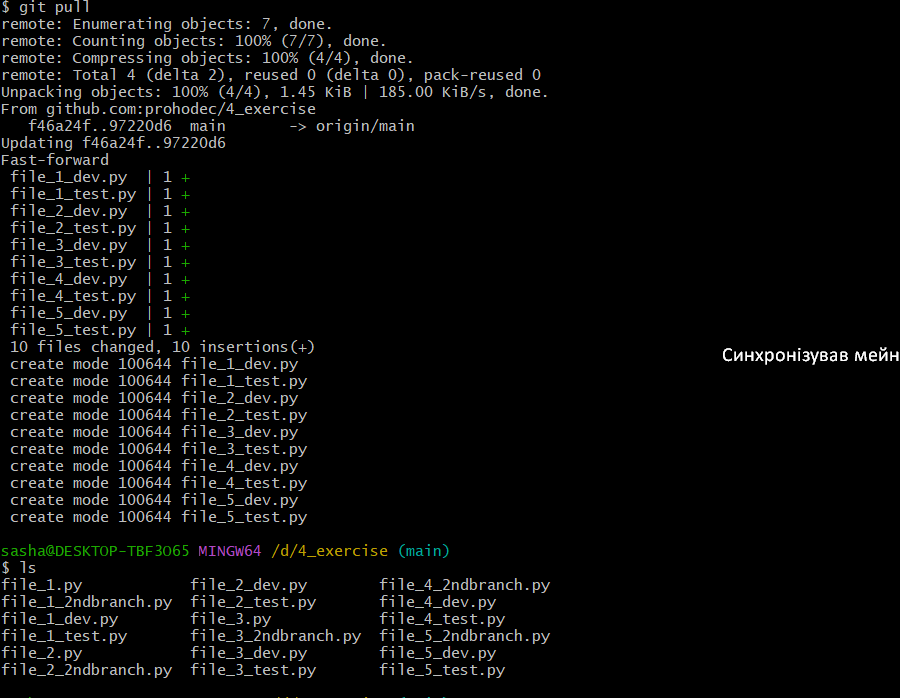 $ git pull
remote: Enumerating objects: 7, done.
remote: Counting objects: 100% (7/7), done.
remote: Compressing objects: 100% (4/4), done.
remote: Total 4 (delta 2), reused 0 (delta 0), pack-reused 0
Unpacking objects: 100% (4/4), 1.45 KiB | 185.00 KiB/s, done.
From github.com:prohodec/4_exercise
   f46a24f..97220d6  main       -> origin/main
Updating f46a24f..97220d6
Fast-forward
 file_1_dev.py  | 1 +
 file_1_test.py | 1 +
 file_2_dev.py  | 1 +
 file_2_test.py | 1 +
 file_3_dev.py  | 1 +
 file_3_test.py | 1 +
 file_4_dev.py  | 1 +
 file_4_test.py | 1 +
 file_5_dev.py  | 1 +
 file_5_test.py | 1 +
 10 files changed, 10 insertions(+)
Синхронізував мейн
 create mode 100644 file_1_dev.py
 create mode 100644 file_1_test.py
 create mode 100644 file_2_dev.py
 create mode 100644 file_2_test.py
 create mode 100644 file_3_dev.py
 create mode 100644 file_3_test.py
 create mode 100644 file_4_dev.py
 create mode 100644 file_4_test.py
 create mode 100644 file_5_dev.py
 create mode 100644 file_5_test.py
sasha@DESKTOP-TBF3O65 MINGW64 /d/4_exercise (main)
$ ls
file_1.py            file_2_dev.py        file_4_2ndbranch.py
file_1_2ndbranch.py  file_2_test.py       file_4_dev.py
file_1_dev.py        file_3.py            file_4_test.py
file_1_test.py       file_3_2ndbranch.py  file_5_2ndbranch.py
file_2.py            file_3_dev.py        file_5_dev.py
file_2_2ndbranch.py  file_3_test.py       file_5_test.py